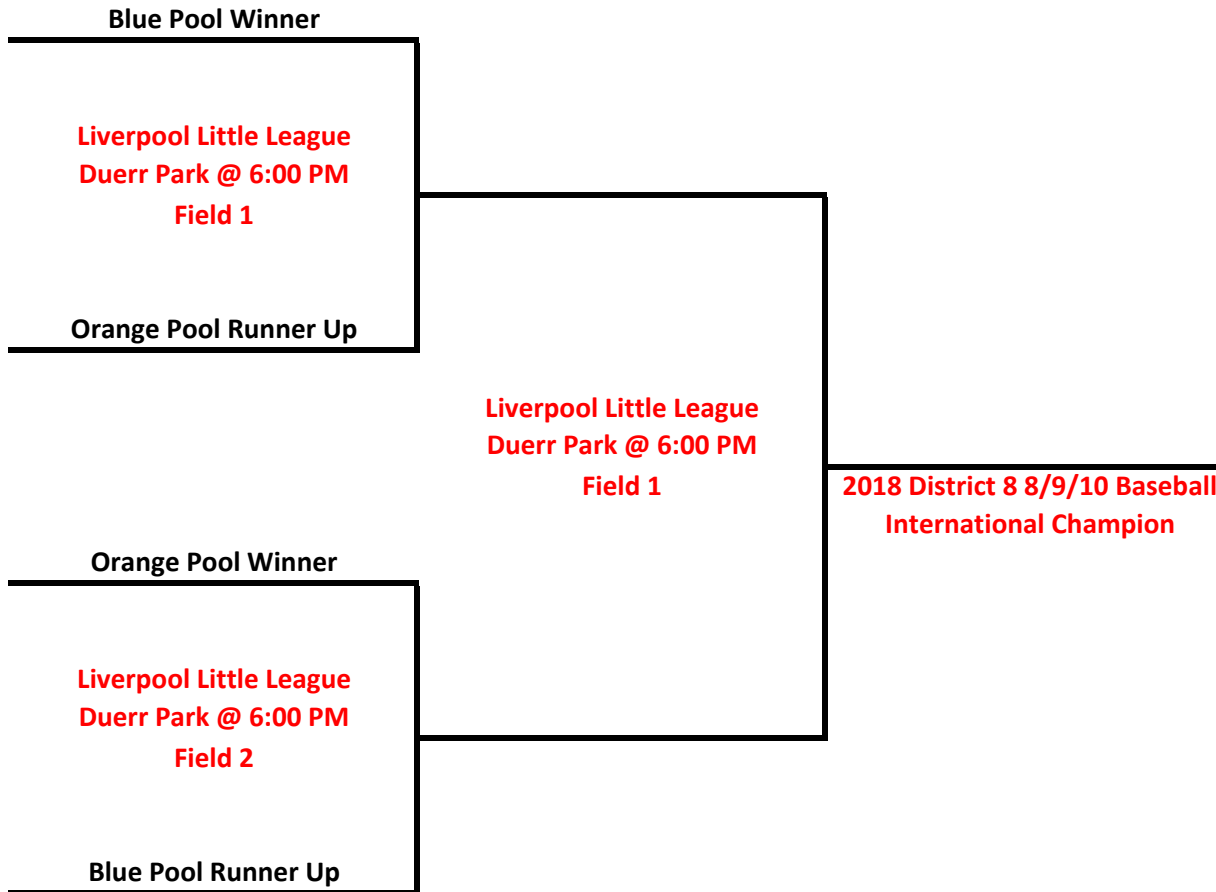 Blue Pool Winner
Liverpool Little League
Duerr Park @ 6:00 PM
Field 1
Orange Pool Runner Up
Liverpool Little League
Duerr Park @ 6:00 PM
Field 1
2018 District 8 8/9/10 Baseball
International Champion
Orange Pool Winner
Liverpool Little League
Duerr Park @ 6:00 PM
Field 2
Blue Pool Runner Up